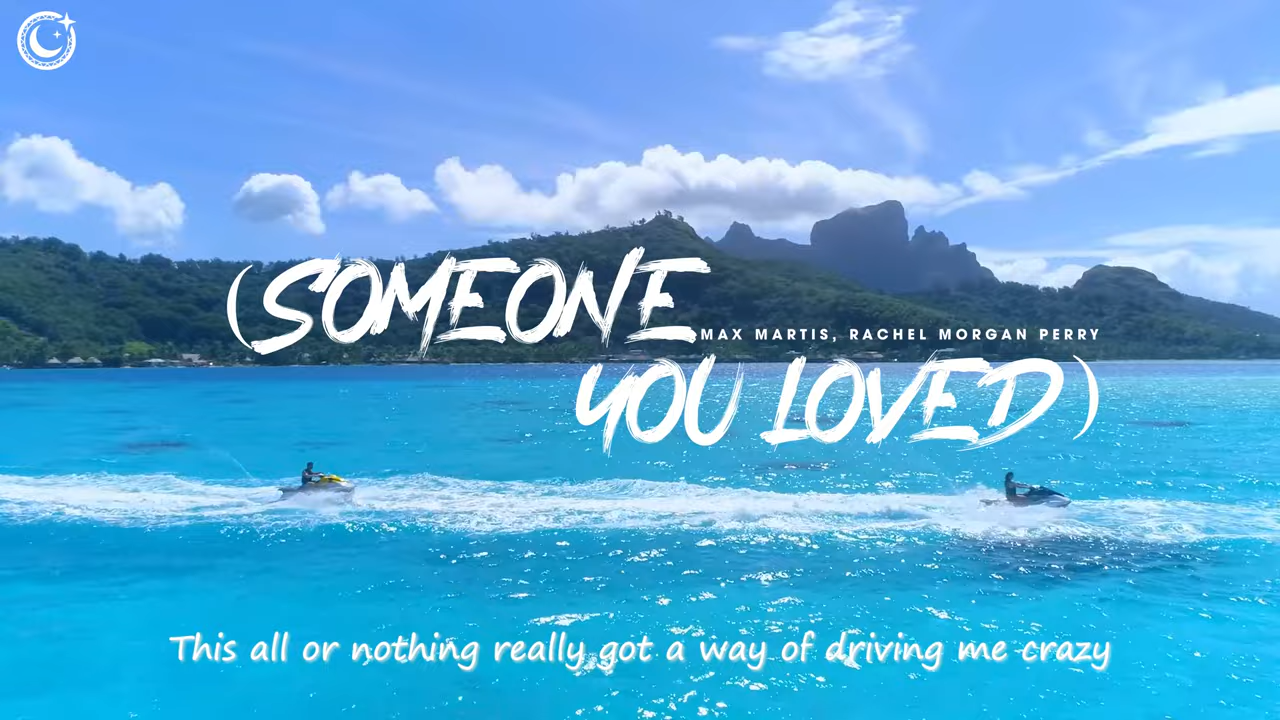 (SOMEONE
MAX MARTIS, RACHEL MORGAN PERRY
YOU LOVED)
This all or nothing really got a way of driving me crazy